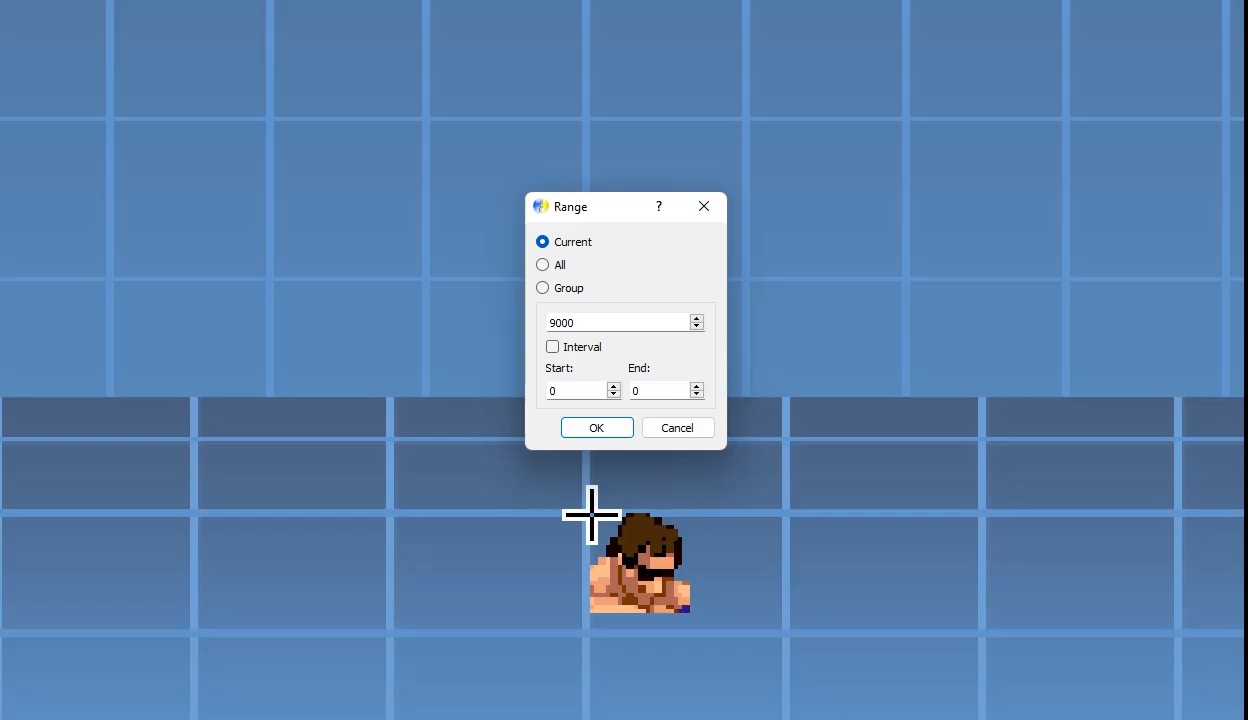 Range ?
Current
All
Group
9000
Interval
Start: End:
0 0
OK Cancel